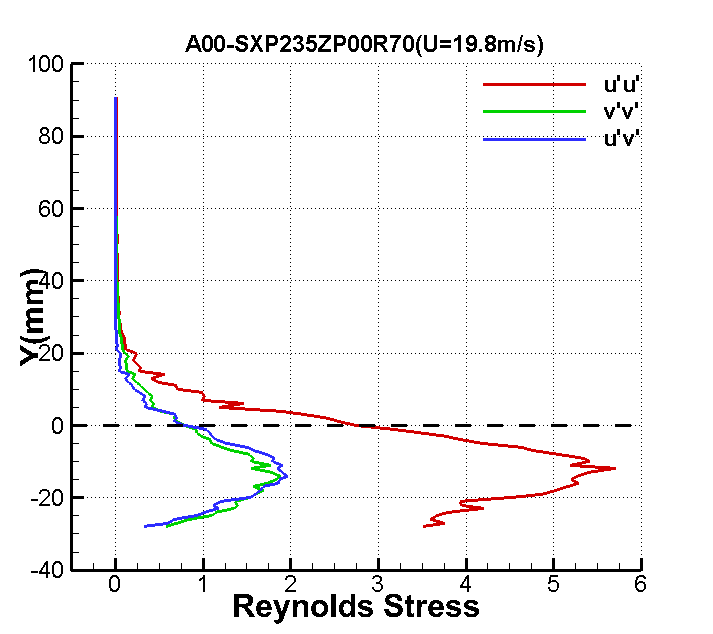 A00-SXP235ZP00R70(U=19.8m/s)
u'u'
v'v'
u'v'
100
80
60
40
20
0
-20
-40
Y(mm)
0 1 2 3 4 5 6
Reynolds Stress